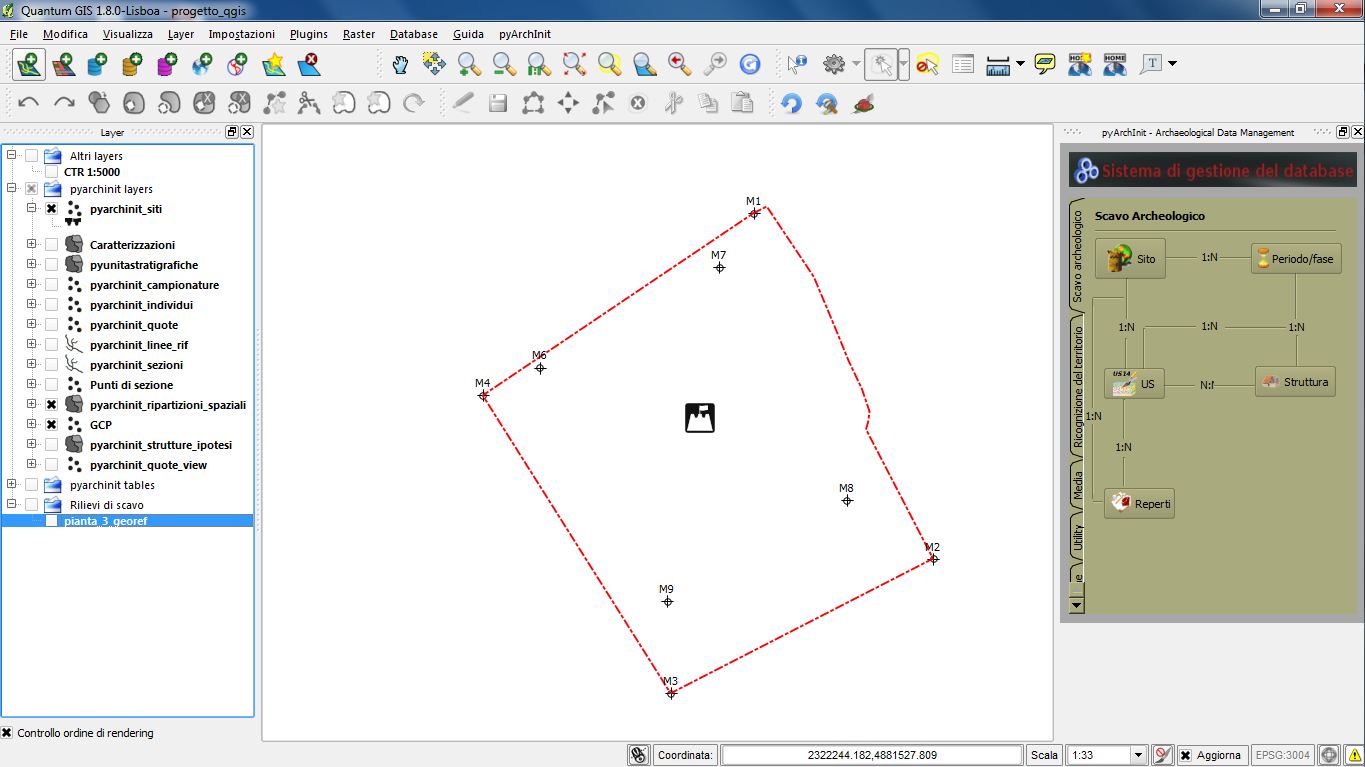 Quantum GIS 1.8.0-Lisboa - progetto_qgis
File Modifica Visualizza Layer Impostazioni Plugins Raster Database Guida pyArchInit
Layer
Altri layers
CTR 1:5000
pyarchinit layers
pyarchinit_siti
Caratterizzazioni
pyunitastratigrafiche
pyarchinit_campionature
pyarchinit_individui
pyarchinit_quote
pyarchinit_linee_rif
pyarchinit_sezioni
Punti di sezione
pyarchinit_ripartizioni_spaziali
GCP
pyarchinit_strutture_ipotesi
pyarchinit_quote_view
pyarchinit tables
Rilievi di scavo
pianta_3_georef
Controllo ordine di rendering
M1
M7
M6
M4
M8
M2
M9
M3
pyArchInit - Archaeological Data Management
Sistema di gestione del database
Scavo archeologico
Ricognizione del territorio
Media
Utility
Scavo Archeologico
Sito 1:N Periodo/fase
1:N 1:N 1:N
US N:N Struttura
1:N
1:N
Reperti
Coordinata: 2322244.182,4881527.809 Scala 1:33 Aggiorna EPSG:3004